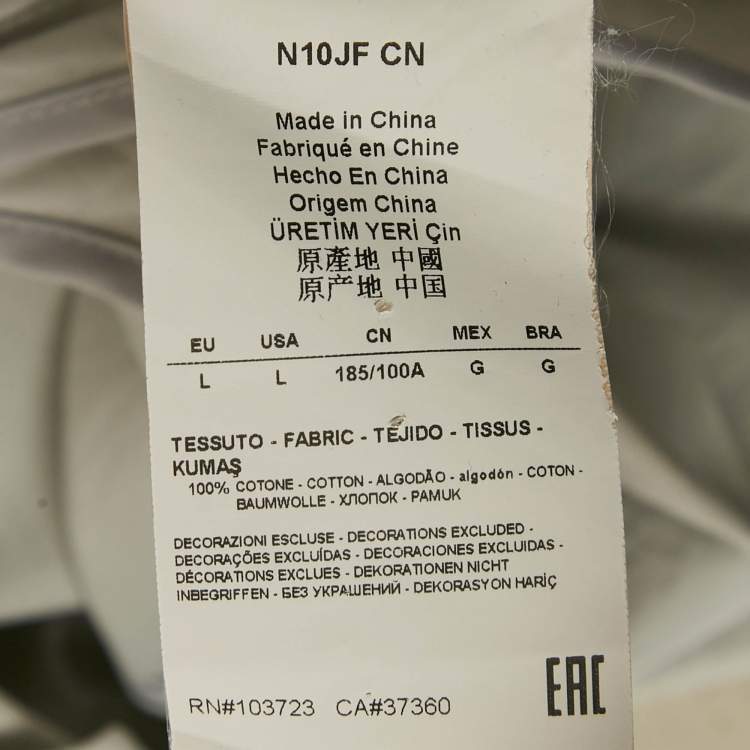 N10JF CN
Made in China
Fabriqué en Chine
Hecho En China
Origem China
ÜRETİM YERİ Çin
原產地 中國
原产地 中国
EU USA CN MEX BRA
L L 185/100A G G
TESSUTO - FABRIC - TEJIDO - TISSUS -
KUMAŞ
100% COTONE - COTTON - ALGODÃO - algodón - COTON -
BAUMWOLLE - ХЛОПОК - PAMUK
DECORAZIONI ESCLUSE - DECORATIONS EXCLUDED -
DECORAÇÕES EXCLUÍDAS - DECORACIONES EXCLUIDAS -
DÉCORATIONS EXCLUES - DEKORATIONEN NICHT
INBEGRIFFEN - БЕЗ УКРАШЕНИЙ - DEKORASYON HARİÇ
RN#103723 CA#37360
EAC